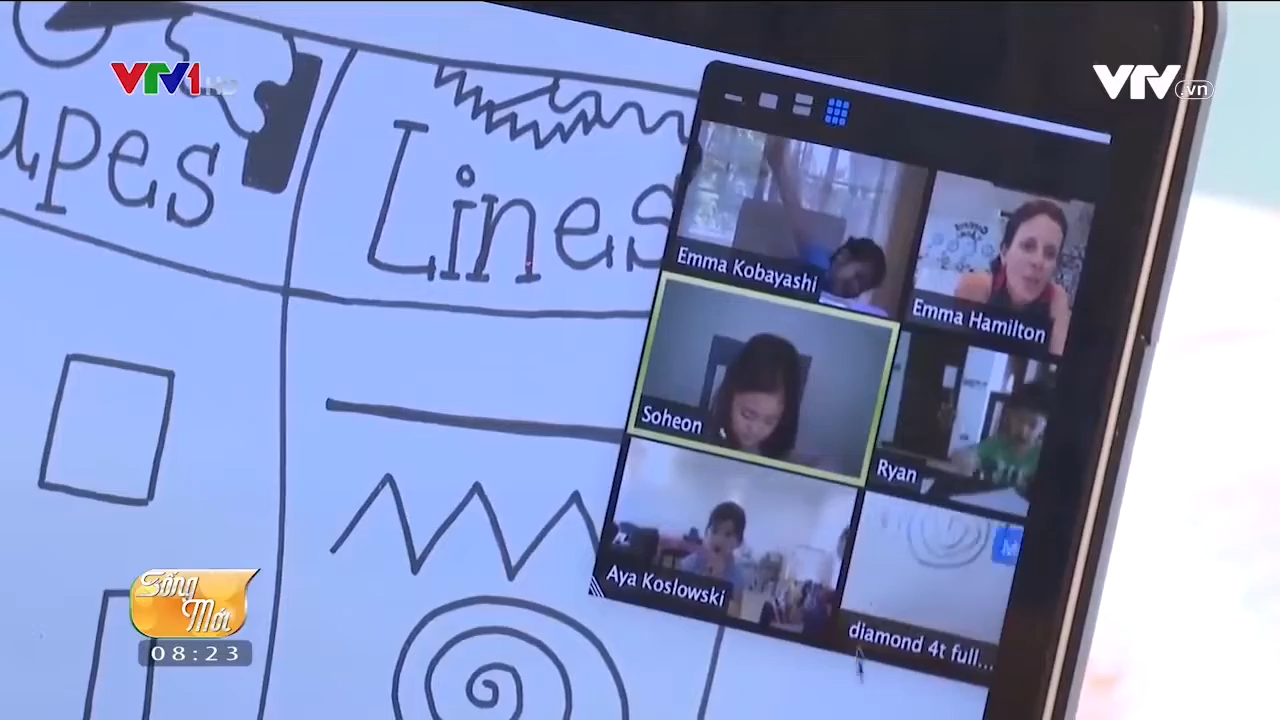 VTV1 HD
VTV.vn
apes
Lines
Emma Kobayashi
Emma Hamilton
Soheon
Ryan
Aya Koslowski
M
diamond 4t full...
Sống
Mới
08:23